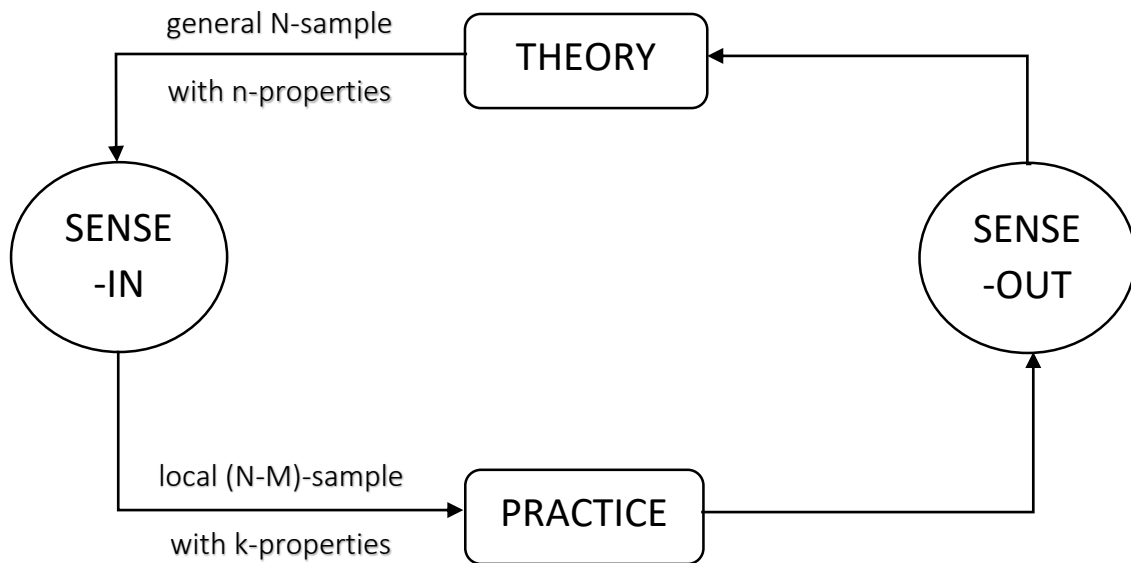 general N-sample
THEORY
with n-properties
SENSE
-IN
SENSE
-OUT
local (N-M)-sample
PRACTICE
with k-properties